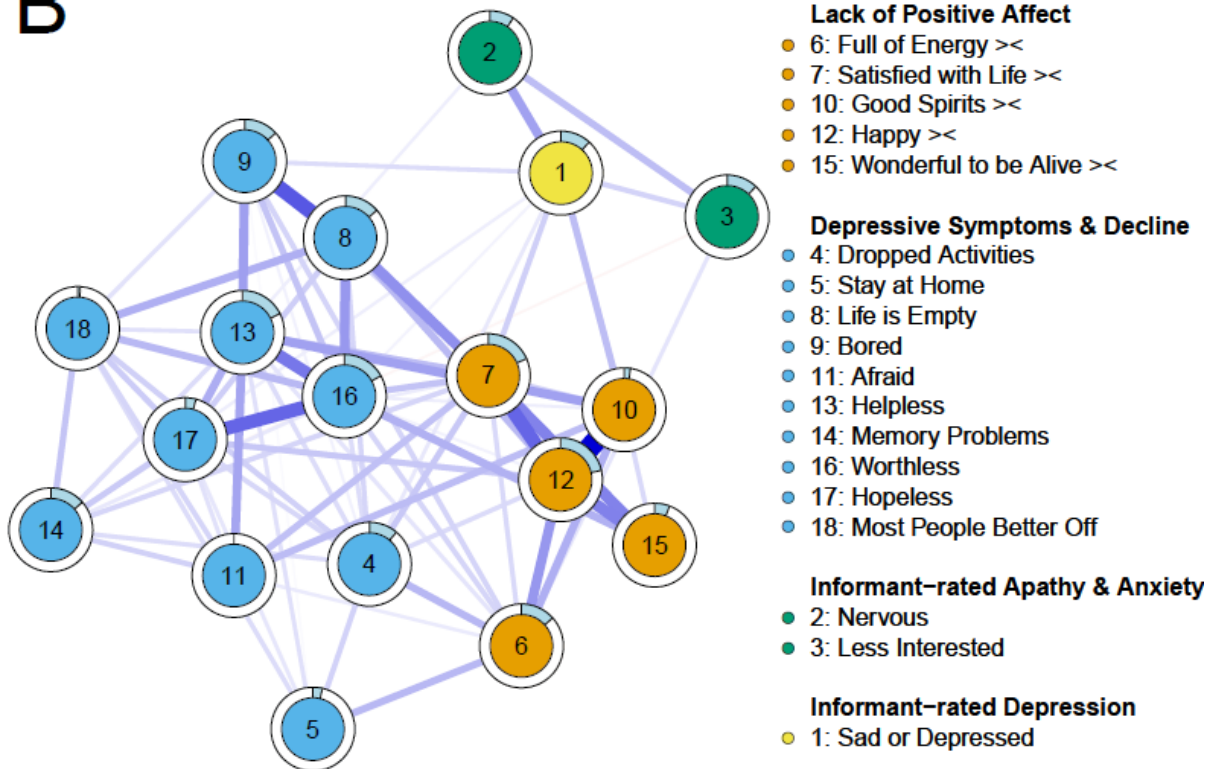 B
Lack of Positive Affect
6: Full of Energy ><
7: Satisfied with Life ><
10: Good Spirits ><
12: Happy ><
15: Wonderful to be Alive ><
Depressive Symptoms & Decline
4: Dropped Activities
5: Stay at Home
8: Life is Empty
9: Bored
11: Afraid
13: Helpless
14: Memory Problems
16: Worthless
17: Hopeless
18: Most People Better Off
Informant−rated Apathy & Anxiety
2: Nervous
3: Less Interested
Informant−rated Depression
1: Sad or Depressed
2
9
1
3
8
18
13
7
16
10
17
12
14
15
4
11
6
5